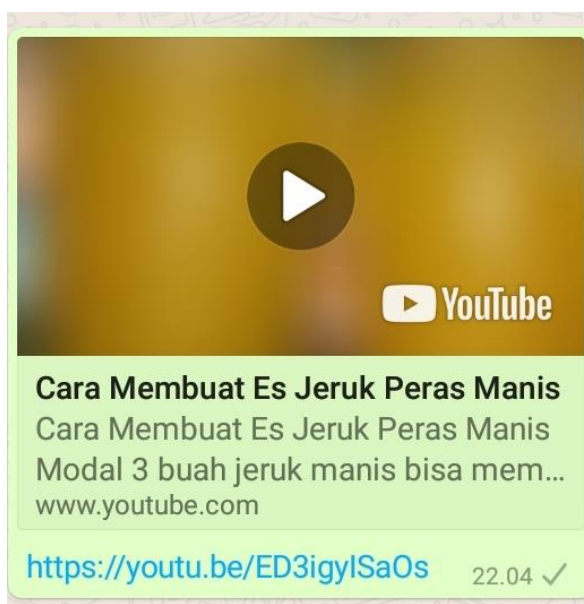 YouTube
Cara Membuat Es Jeruk Peras Manis
Cara Membuat Es Jeruk Peras Manis
Modal 3 buah jeruk manis bisa mem...
www.youtube.com
https://youtu.be/ED3igyISaOs
22.04